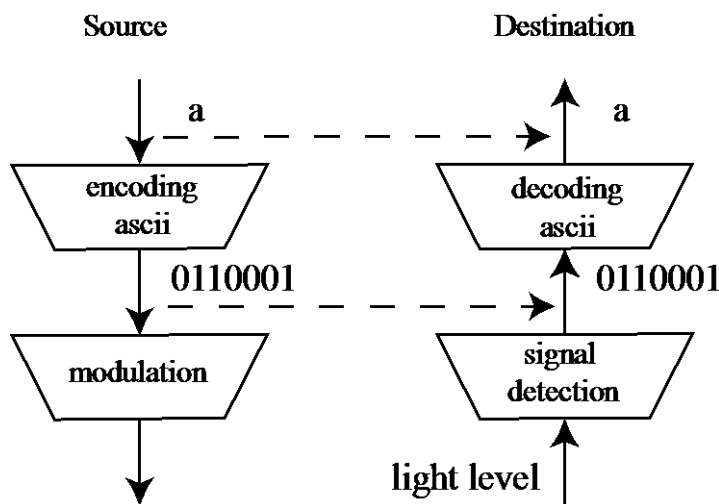 Source
Destination
a
a
encoding
ascii
decoding
ascii
0110001
0110001
modulation
signal
detection
light level